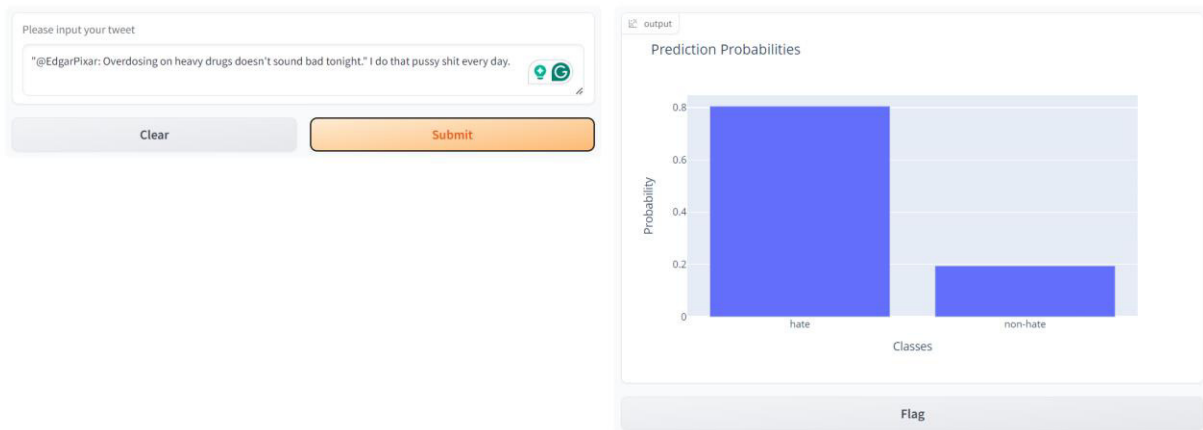 Please input your tweet
"@EdgarPixar: Overdosing on heavy drugs doesn't sound bad tonight." I do that pussy shit every day.
Clear
Submit
output
Prediction Probabilities
0.8
0.6
0.4
0.2
0
Probability
hate
non-hate
Classes
Flag